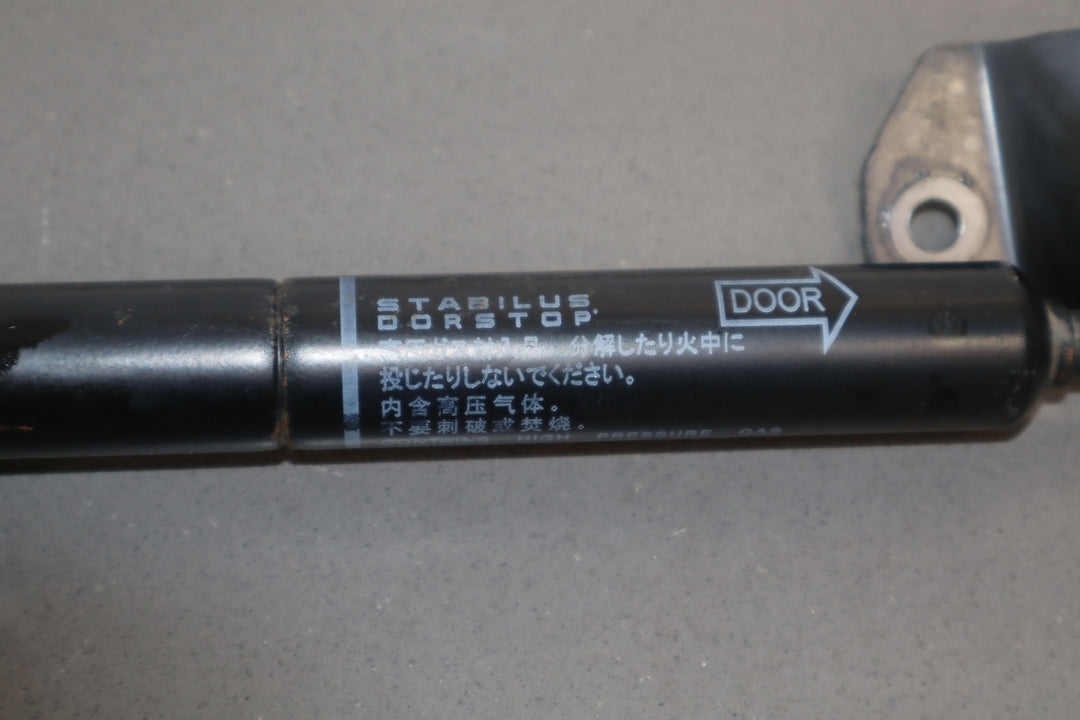 STABILUS
DORSTOP
DOOR
分解したり火中に
投じたりしないでください。
内含高压气体。
不要刺破或焚烧。
HIGH PRESSURE GAS